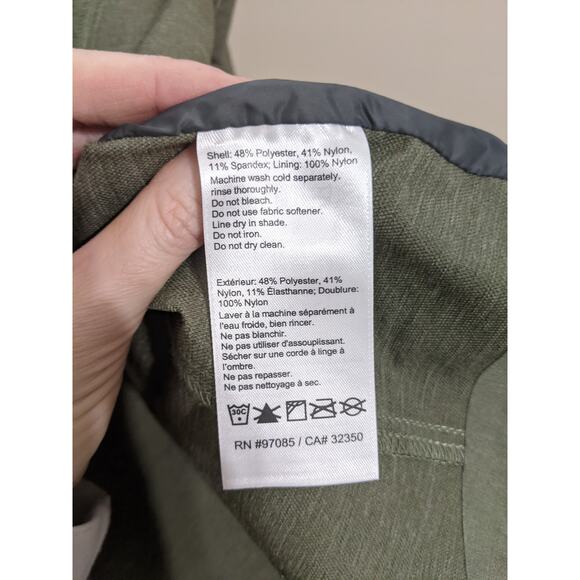 Shell: 48% Polyester, 41% Nylon,
11% Spandex; Lining: 100% Nylon
Machine wash cold separately,
rinse thoroughly.
Do not bleach.
Do not use fabric softener.
Line dry in shade.
Do not iron.
Do not dry clean.
Extérieur: 48% Polyester, 41%
Nylon, 11% Élasthanne; Doublure:
100% Nylon
Laver à la machine séparément à
l'eau froide, bien rincer.
Ne pas blanchir.
Ne pas utiliser d'assouplissant.
Sécher sur une corde à linge à
l'ombre.
Ne pas repasser.
Ne pas nettoyage à sec.
30C
RN #97085 / CA# 32350